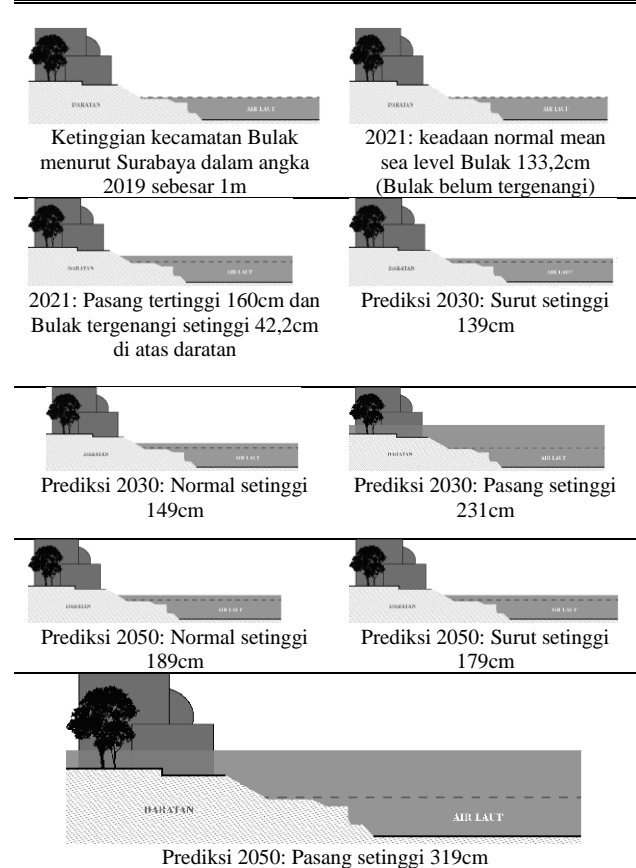 DARATAN
AIR LAUT
Ketinggian kecamatan Bulak
menurut Surabaya dalam angka
2019 sebesar 1m
DARATAN
AIR LAUT
2021: keadaan normal mean
sea level Bulak 133,2cm
(Bulak belum tergenangi)
DARATAN
AIR LAUT
2021: Pasang tertinggi 160cm dan
Bulak tergenangi setinggi 42,2cm
di atas daratan
DARATAN
AIR LAUT
Prediksi 2030: Surut setinggi
139cm
DARATAN
AIR LAUT
Prediksi 2030: Normal setinggi
149cm
DARATAN
AIR LAUT
Prediksi 2030: Pasang setinggi
231cm
DARATAN
AIR LAUT
Prediksi 2050: Normal setinggi
189cm
DARATAN
AIR LAUT
Prediksi 2050: Surut setinggi
179cm
DARATAN
AIR LAUT
Prediksi 2050: Pasang setinggi 319cm